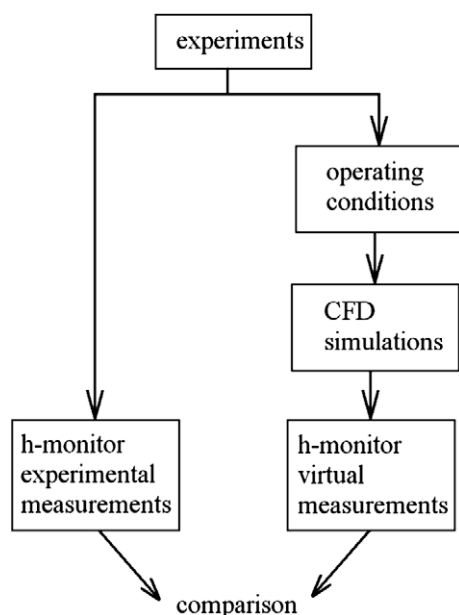 experiments
operating
conditions
CFD
simulations
h-monitor
experimental
measurements
h-monitor
virtual
measurements
comparison